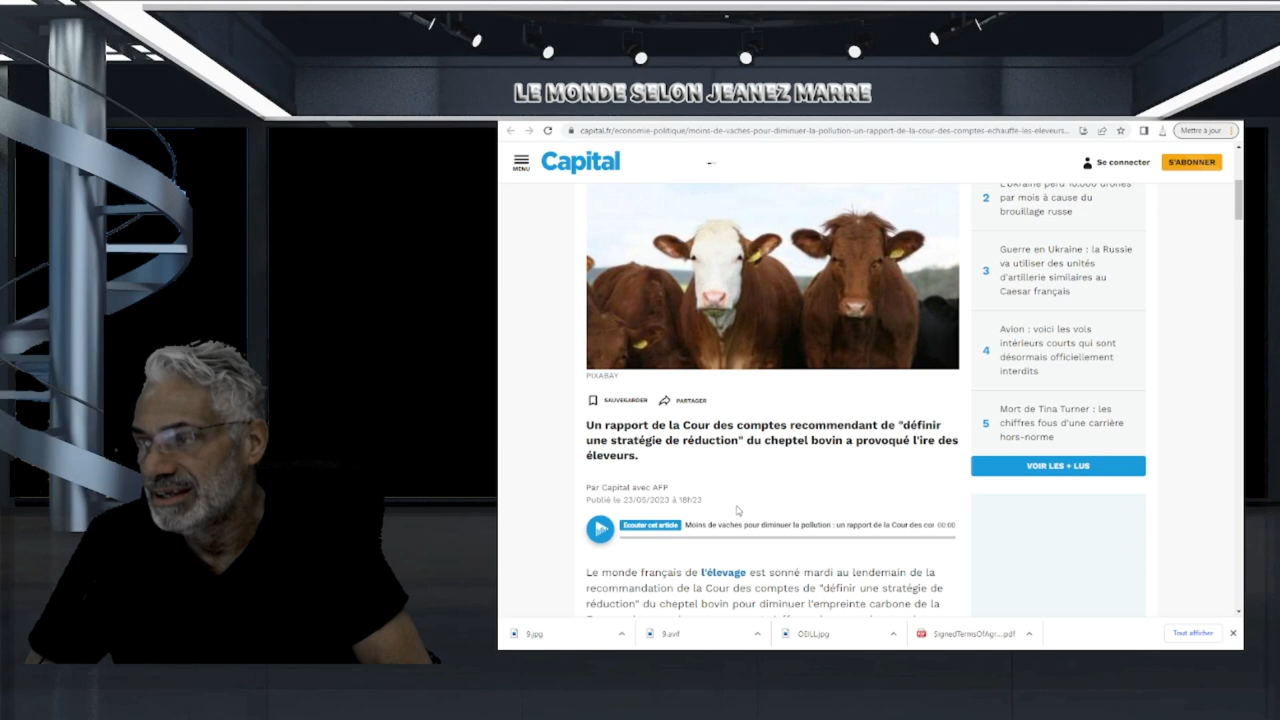 LE MONDE SELON JEANEZ MARRE
capital.fr/economie-politique/moins-de-vaches-pour-diminuer-la-pollution-un-rapport-de-la-cour-des-comptes-echauffe-les-eleveurs...
Mettre à jour
MENU
Capital
Se connecter
S'ABONNER
PIXABAY
SAUVEGARDER
PARTAGER
Un rapport de la Cour des comptes recommandant de "définir
une stratégie de réduction" du cheptel bovin a provoqué l'ire des
éleveurs.
Par Capital avec AFP
Publié le 23/05/2023 à 18h23
Ecouter cet article
Moins de vaches pour diminuer la pollution : un rapport de la Cour des cor
00:00
Le monde français de l'élevage est sonné mardi au lendemain de la
recommandation de la Cour des comptes de "définir une stratégie de
réduction" du cheptel bovin pour diminuer l'empreinte carbone de la
2
L'Ukraine perd 10.000 drones
par mois à cause du
brouillage russe
3
Guerre en Ukraine : la Russie
va utiliser des unités
d'artillerie similaires au
Caesar français
4
Avion : voici les vols
intérieurs courts qui sont
désormais officiellement
interdits
5
Mort de Tina Turner : les
chiffres fous d'une carrière
hors-norme
VOIR LES + LUS
9.jpg
9.avif
OEILL.jpg
SignedTermsOfAgr....pdf
Tout afficher